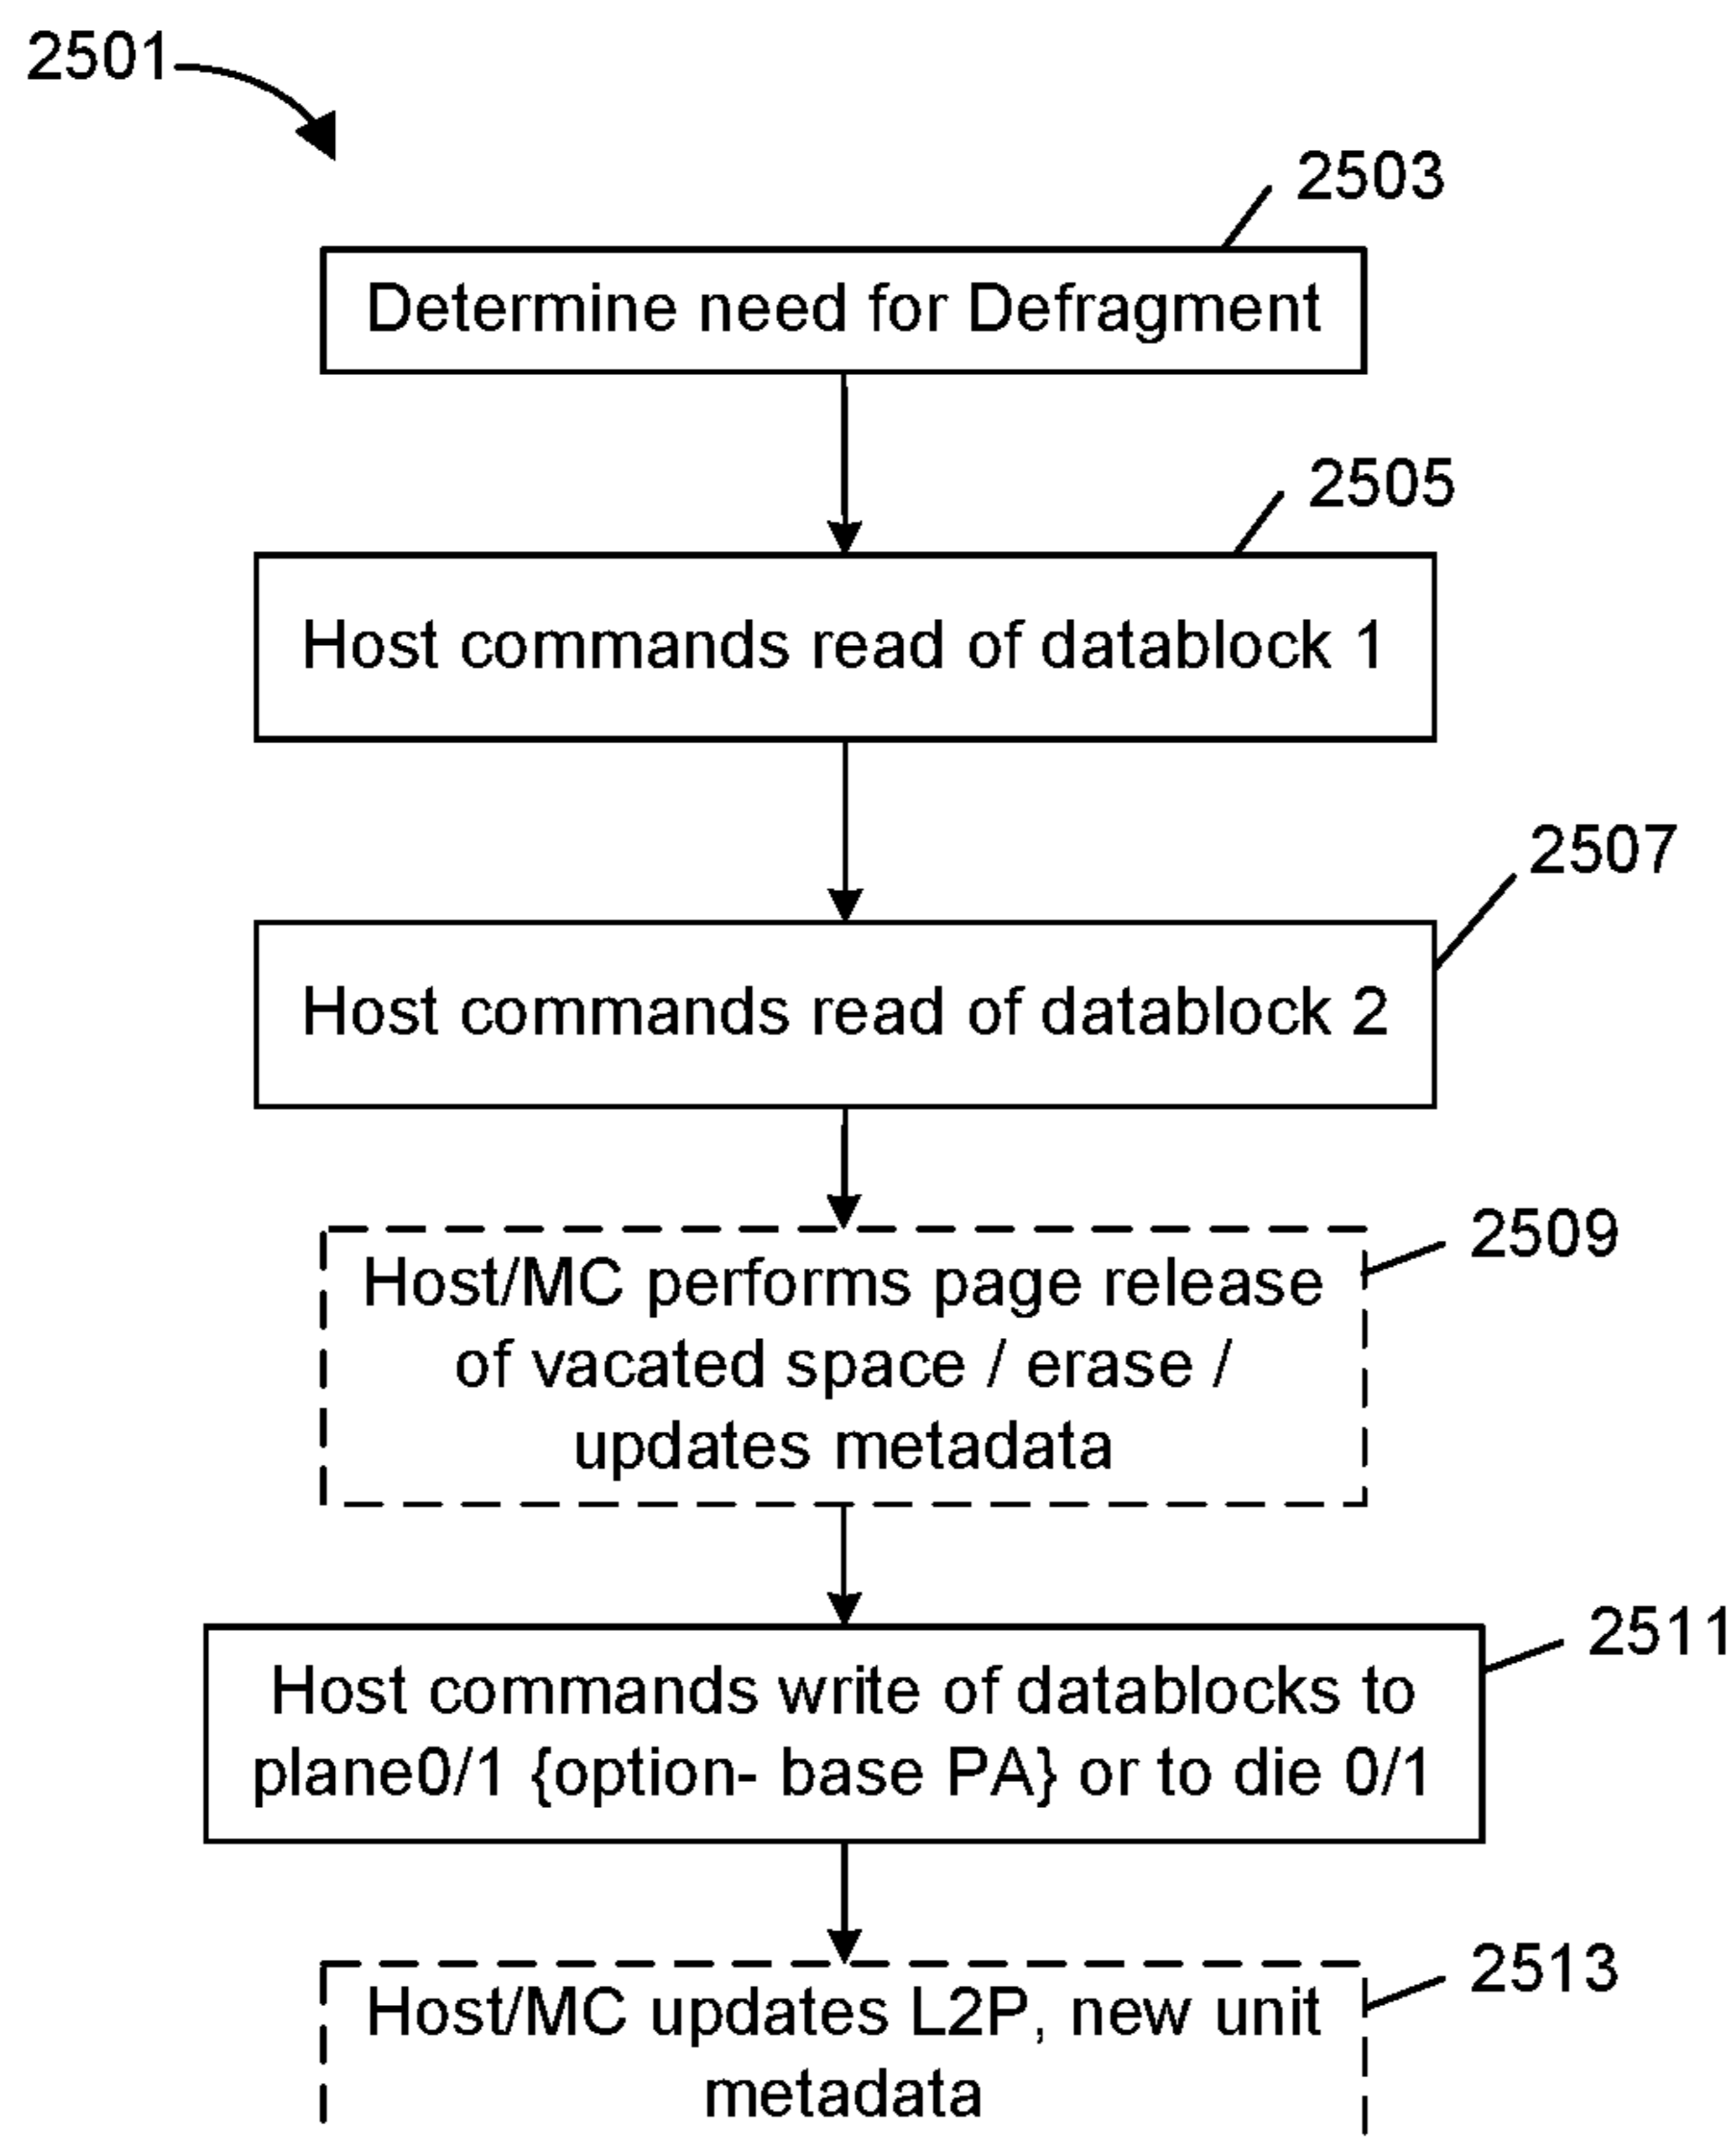 2501
2503
Determine need for Defragment
2505
Host commands read of datablock 1
2507
Host commands read of datablock 2
2509
Host/MC performs page release
of vacated space / erase /
updates metadata
2511
Host commands write of datablocks to
plane0/1 {option- base PA} or to die 0/1
2513
Host/MC updates L2P, new unit
metadata